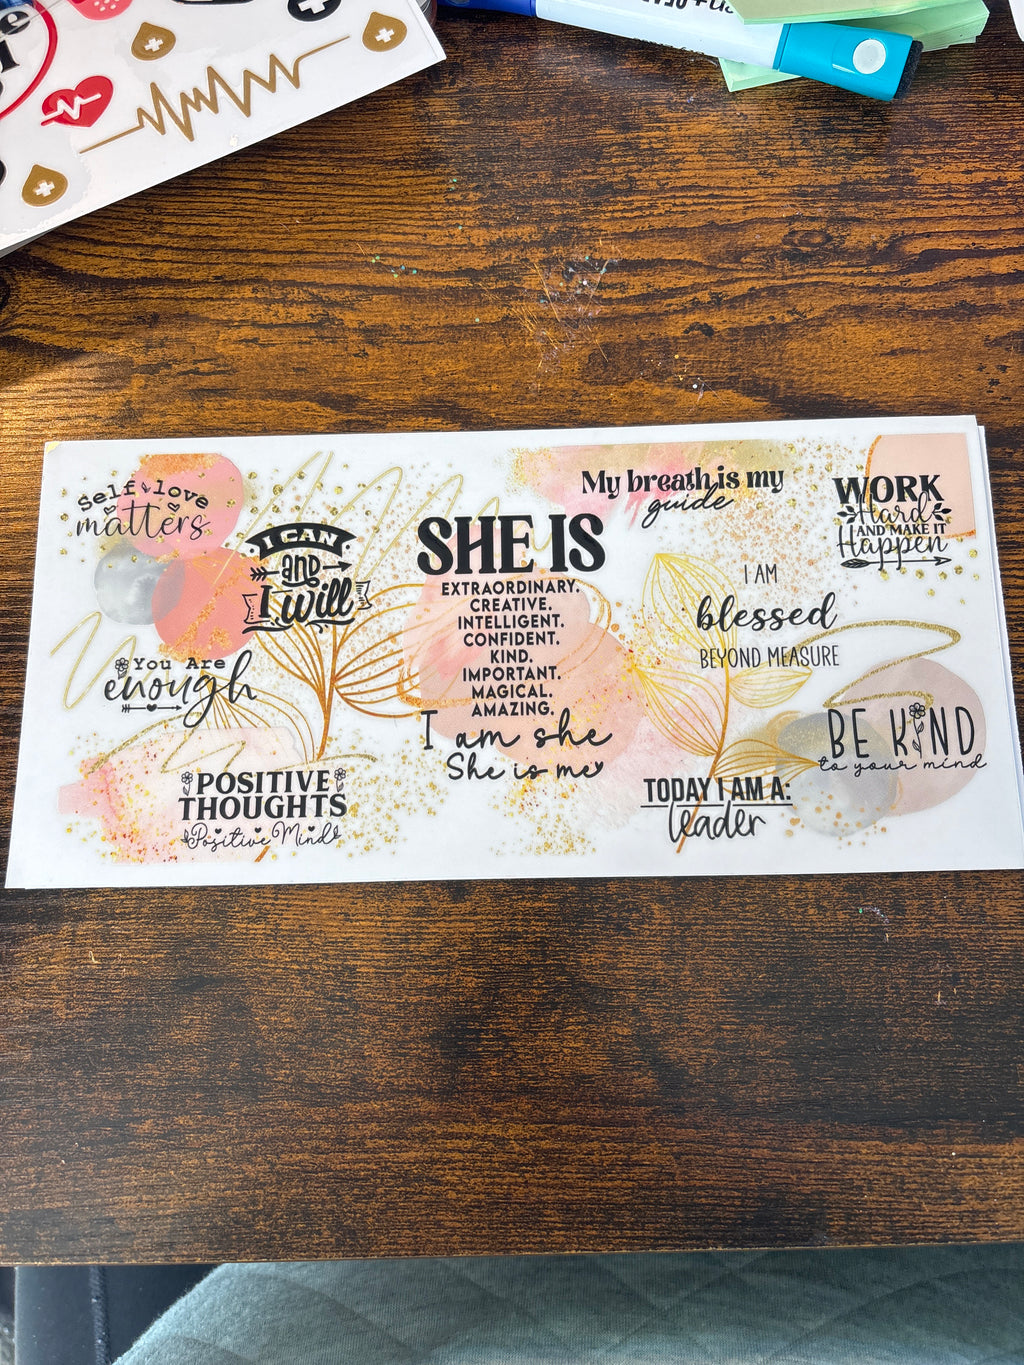 Self love
matters
I CAN
and
I will
You Are
enough
POSITIVE
THOUGHTS
Positive Mind
SHE IS
EXTRAORDINARY.
CREATIVE.
INTELLIGENT.
CONFIDENT.
KIND.
IMPORTANT.
MAGICAL.
AMAZING.
I am she
She is me
My breath is my
guide
I AM
blessed
BEYOND MEASURE
TODAY I AM A:
leader
WORK
Hard
AND MAKE IT
Happen
BE KIND
to your mind